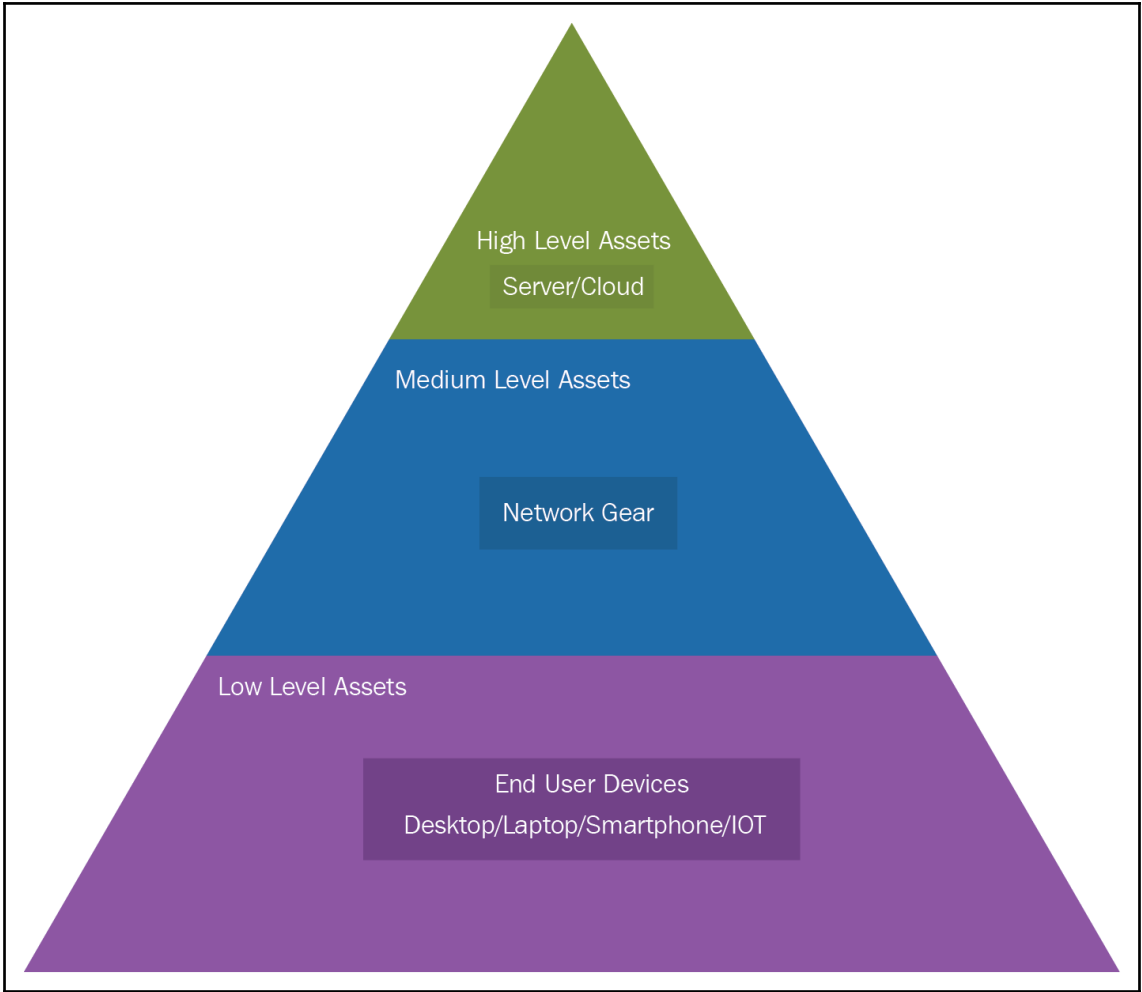 High Level Assets
Server/Cloud
Medium Level Assets
Network Gear
Low Level Assets
End User Devices
Desktop/Laptop/Smartphone/IOT